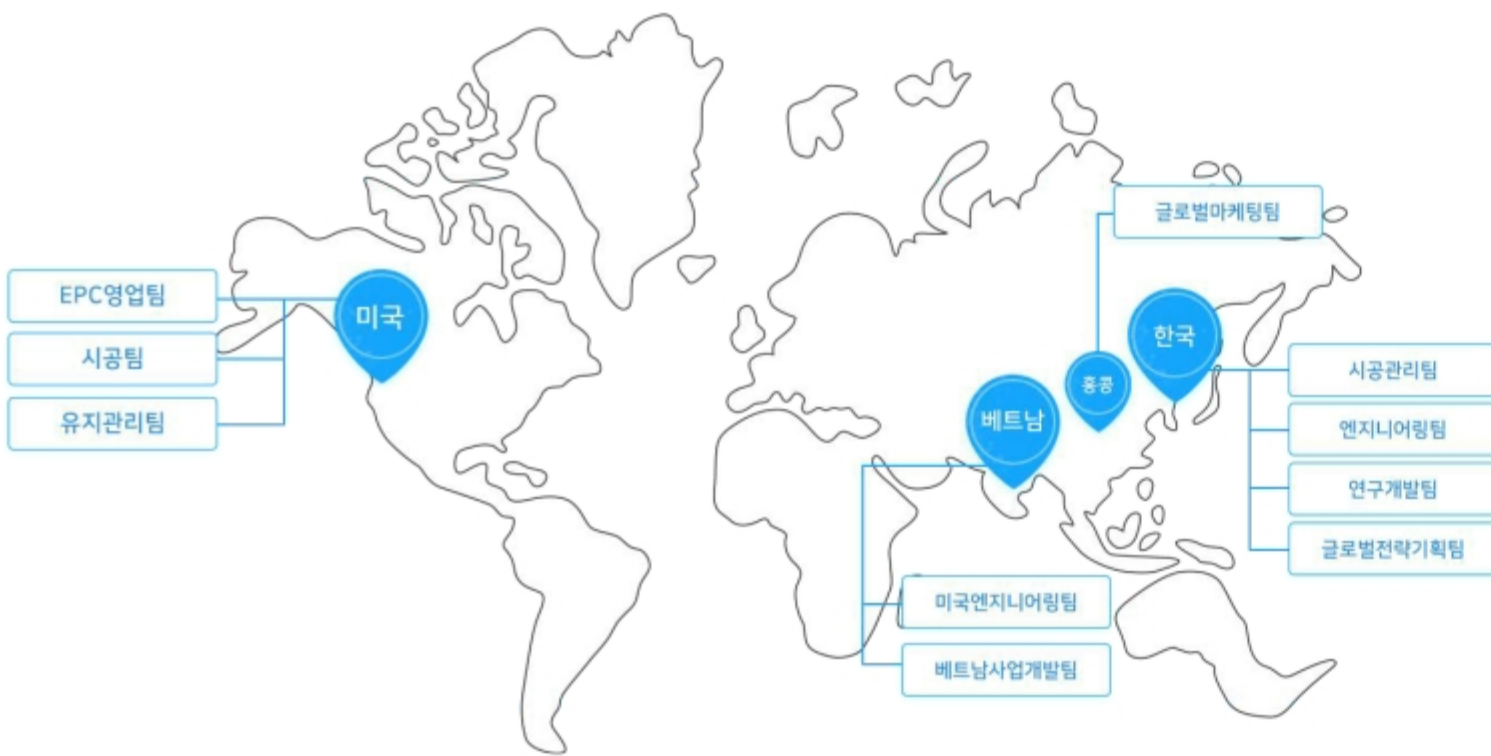 글로벌마케팅팀
EPC영업팀
시공팀
유지관리팀
미국
한국
홍콩
베트남
시공관리팀
엔지니어링팀
연구개발팀
글로벌전략기획팀
미국엔지니어링팀
베트남사업개발팀